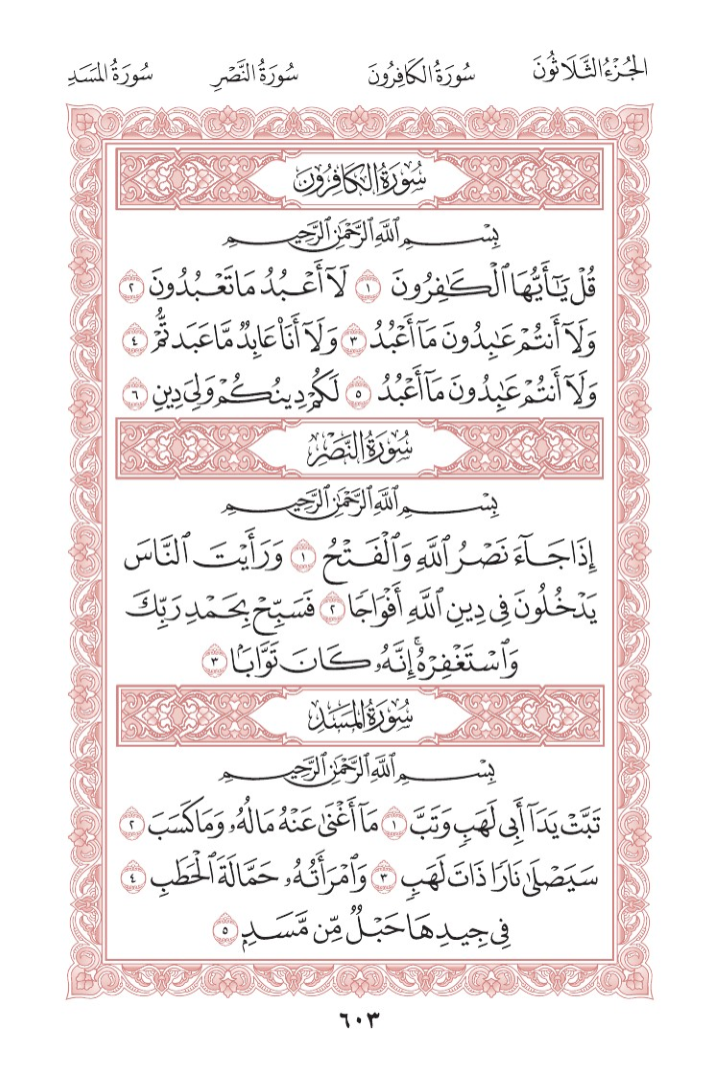 الجُزْءُ الثَّلَاثُونَ سُورَةُ الكَافِرُونَ سُورَةُ النَّصْرِ سُورَةُ المَسَدِ
سُورَةُ الكَافِرُونَ
بِسْمِ ٱللَّهِ ٱلرَّحْمَٰنِ ٱلرَّحِيمِ
قُلْ يَٰٓأَيُّهَا ٱلْكَٰفِرُونَ ١ لَآ أَعْبُدُ مَا تَعْبُدُونَ ٢
وَلَآ أَنتُمْ عَٰبِدُونَ مَآ أَعْبُدُ ٣ وَلَآ أَنَا۠ عَابِدٌ مَّا عَبَدتُّمْ ٤
وَلَآ أَنتُمْ عَٰبِدُونَ مَآ أَعْبُدُ ٥ لَكُمْ دِينُكُمْ وَلِيَ دِينِ ٦
سُورَةُ النَّصْرِ
بِسْمِ ٱللَّهِ ٱلرَّحْمَٰنِ ٱلرَّحِيمِ
إِذَا جَآءَ نَصْرُ ٱللَّهِ وَٱلْفَتْحُ ١ وَرَأَيْتَ ٱلنَّاسَ
يَدْخُلُونَ فِى دِينِ ٱللَّهِ أَفْوَاجًا ٢ فَسَبِّحْ بِحَمْدِ رَبِّكَ
وَٱسْتَغْفِرْهُ ۚ إِنَّهُۥ كَانَ تَوَّابًۢا ٣
سُورَةُ المَسَدِ
بِسْمِ ٱللَّهِ ٱلرَّحْمَٰنِ ٱلرَّحِيمِ
تَبَّتْ يَدَآ أَبِى لَهَبٍ وَتَبَّ ١ مَآ أَغْنَىٰ عَنْهُ مَالُهُۥ وَمَا كَسَبَ ٢
سَيَصْلَىٰ نَارًا ذَاتَ لَهَبٍ ٣ وَٱمْرَأَتُهُۥ حَمَّالَةَ ٱلْحَطَبِ ٤
فِى جِيدِهَا حَبْلٌ مِّن مَّسَدٍۭ ٥
٦٠٣